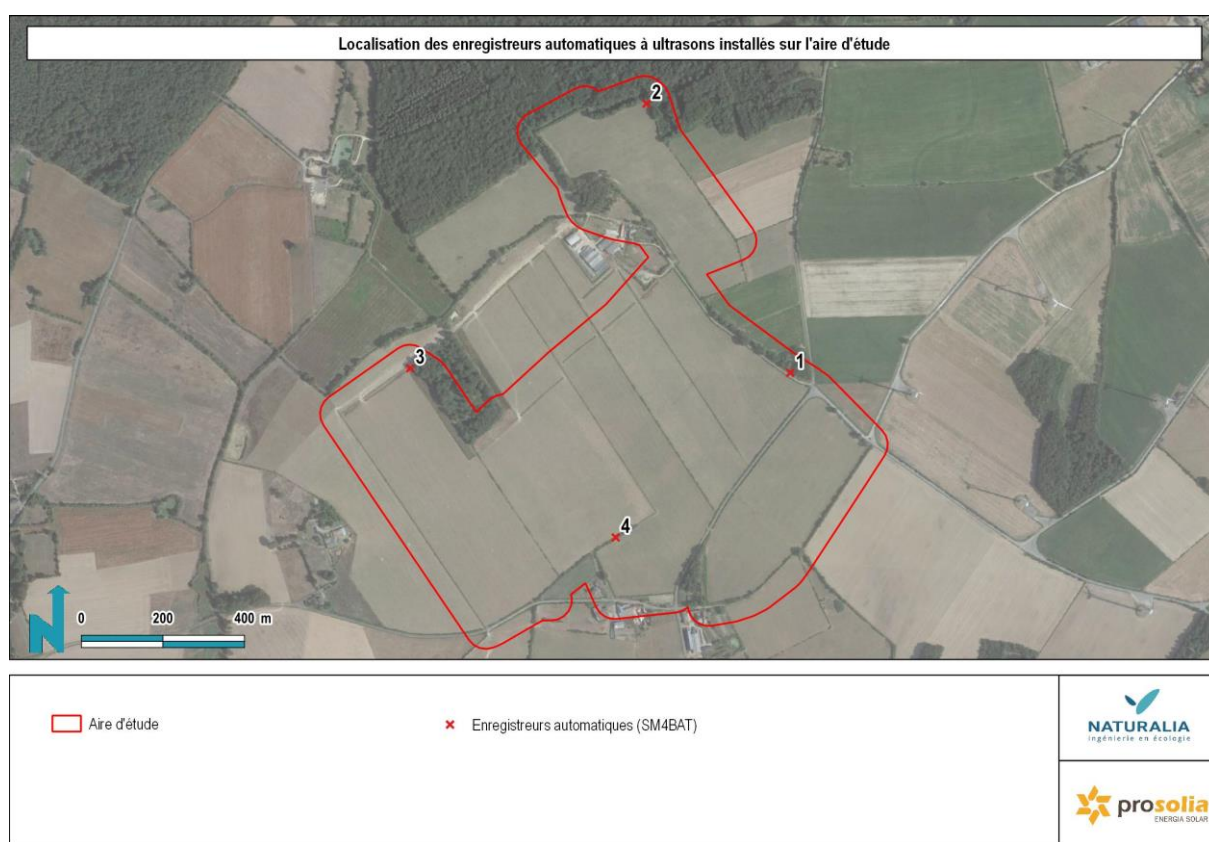 Localisation des enregistreurs automatiques à ultrasons installés sur l'aire d'étude
2
3
1
4
N
0 200 400 m
Aire d'étude
Enregistreurs automatiques (SM4BAT)
NATURALIA
ingénierie en écologie
prosolia
ENERGIA SOLAR